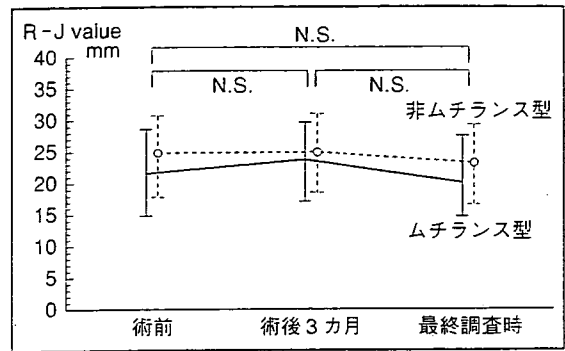 R-J value
mm
N.S.
40
35
N.S.
N.S.
30
非ムチランス型
25
20
15
ムチランス型
10
5
0
術前
術後3カ月
最終調査時